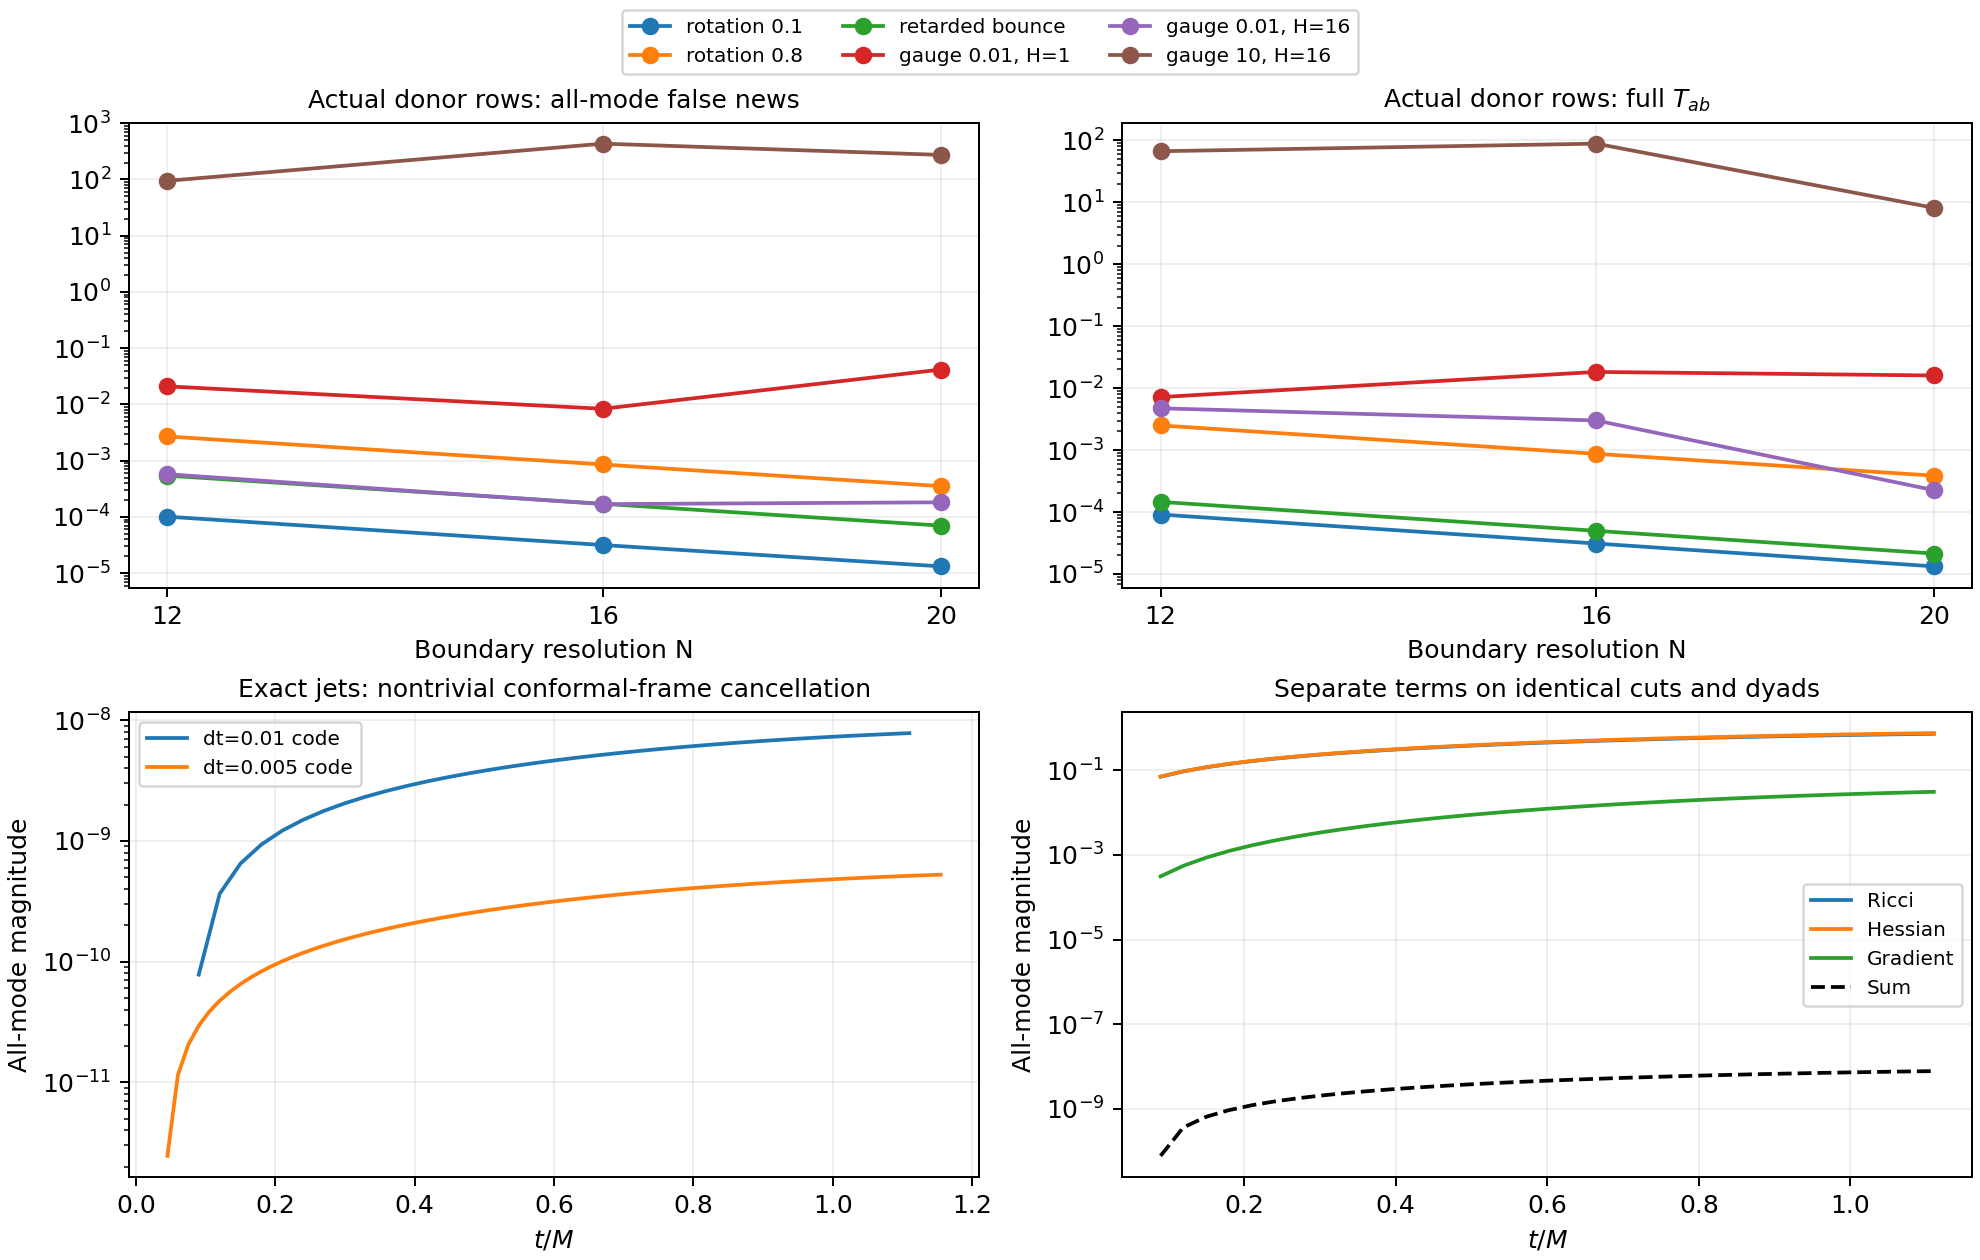 rotation 0.1
rotation 0.8
retarded bounce
gauge 0.01, H=1
gauge 0.01, H=16
gauge 10, H=16
Actual donor rows: all-mode false news
10^3
10^2
10^1
10^0
10^−1
10^−2
10^−3
10^−4
10^−5
12
16
20
Boundary resolution N
Actual donor rows: full T_ab
10^2
10^1
10^0
10^−1
10^−2
10^−3
10^−4
10^−5
12
16
20
Boundary resolution N
Exact jets: nontrivial conformal-frame cancellation
dt=0.01 code
dt=0.005 code
All-mode magnitude
10^−8
10^−9
10^−10
10^−11
0.0
0.2
0.4
0.6
0.8
1.0
1.2
t/M
Separate terms on identical cuts and dyads
All-mode magnitude
10^−1
10^−3
10^−5
10^−7
10^−9
Ricci
Hessian
Gradient
Sum
0.2
0.4
0.6
0.8
1.0
t/M